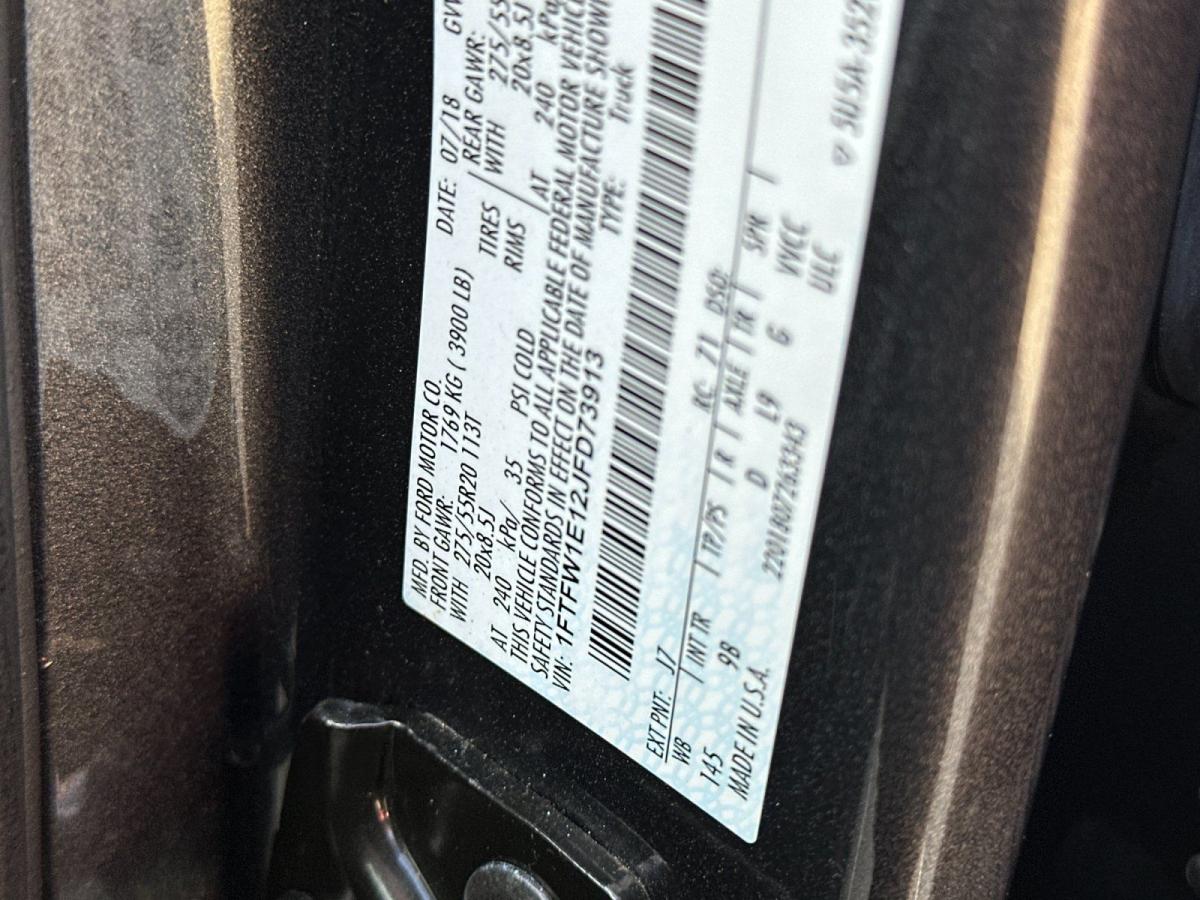 MFD. BY FORD MOTOR CO.
DATE: 07/18
FRONT GAWR: 1769 KG ( 3900 LB)
REAR GAWR:
WITH 275/55R20 113T
TIRES
WITH
20x8.5J
RIMS
20x8.5J
AT 240 kPa/ 35 PSI COLD
AT 240
THIS VEHICLE CONFORMS TO ALL APPLICABLE FEDERAL MOTOR
SAFETY STANDARDS IN EFFECT ON THE DATE OF MANUFACTURE SHOWN
VIN: 1FTFW1E12JFD73913
TYPE: Truck
EXT PNT: J7
RC: 71 DSO:
WB | INT TR | TP/PS | R | AXLE | TR | SPR |
145 9B D L9 G VVCC
MADE IN U.S.A.
2201807263343
ULC